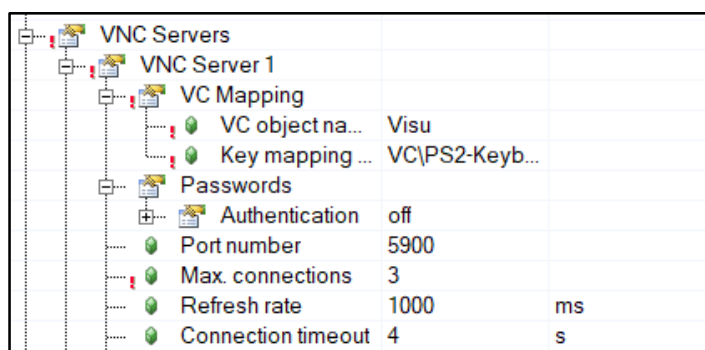 VNC Servers
VNC Server 1
VC Mapping
VC object na... Visu
Key mapping ... VC\PS2-Keyb...
Passwords
Authentication off
Port number 5900
Max. connections 3
Refresh rate 1000 ms
Connection timeout 4 s